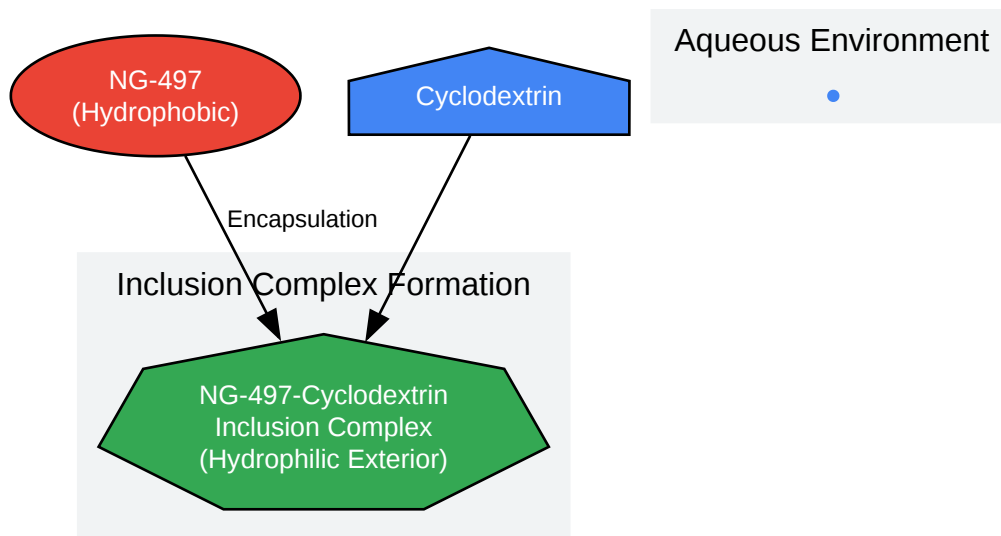 Aqueous Environment
NG-497
(Hydrophobic)
Cyclodextrin
Encapsulation
Inclusion Complex Formation
NG-497-Cyclodextrin
Inclusion Complex
(Hydrophilic Exterior)